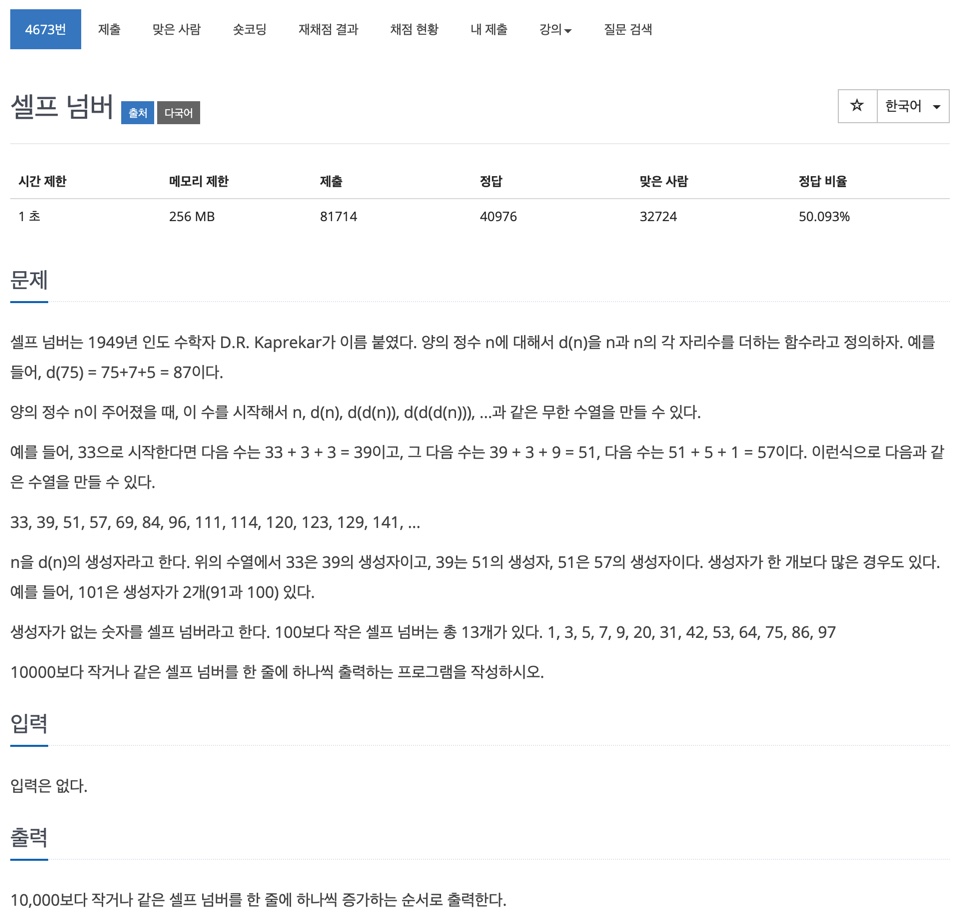 4673번 제출 맞은 사람 숏코딩 재채점 결과 채점 현황 내 제출 강의 질문 검색
셀프 넘버 출처 다국어 한국어
시간 제한 메모리 제한 제출 정답 맞은 사람 정답 비율
1 초 256 MB 81714 40976 32724 50.093%
문제
셀프 넘버는 1949년 인도 수학자 D.R. Kaprekar가 이름 붙였다. 양의 정수 n에 대해서 d(n)을 n과 n의 각 자리수를 더하는 함수라고 정의하자. 예를
들어, d(75) = 75+7+5 = 87이다.
양의 정수 n이 주어졌을 때, 이 수를 시작해서 n, d(n), d(d(n)), d(d(d(n))), ...과 같은 무한 수열을 만들 수 있다.
예를 들어, 33으로 시작한다면 다음 수는 33 + 3 + 3 = 39이고, 그 다음 수는 39 + 3 + 9 = 51, 다음 수는 51 + 5 + 1 = 57이다. 이런식으로 다음과 같
은 수열을 만들 수 있다.
33, 39, 51, 57, 69, 84, 96, 111, 114, 120, 123, 129, 141, ...
n을 d(n)의 생성자라고 한다. 위의 수열에서 33은 39의 생성자이고, 39는 51의 생성자, 51은 57의 생성자이다. 생성자가 한 개보다 많은 경우도 있다.
예를 들어, 101은 생성자가 2개(91과 100) 있다.
생성자가 없는 숫자를 셀프 넘버라고 한다. 100보다 작은 셀프 넘버는 총 13개가 있다. 1, 3, 5, 7, 9, 20, 31, 42, 53, 64, 75, 86, 97
10000보다 작거나 같은 셀프 넘버를 한 줄에 하나씩 출력하는 프로그램을 작성하시오.
입력
입력은 없다.
출력
10,000보다 작거나 같은 셀프 넘버를 한 줄에 하나씩 증가하는 순서로 출력한다.